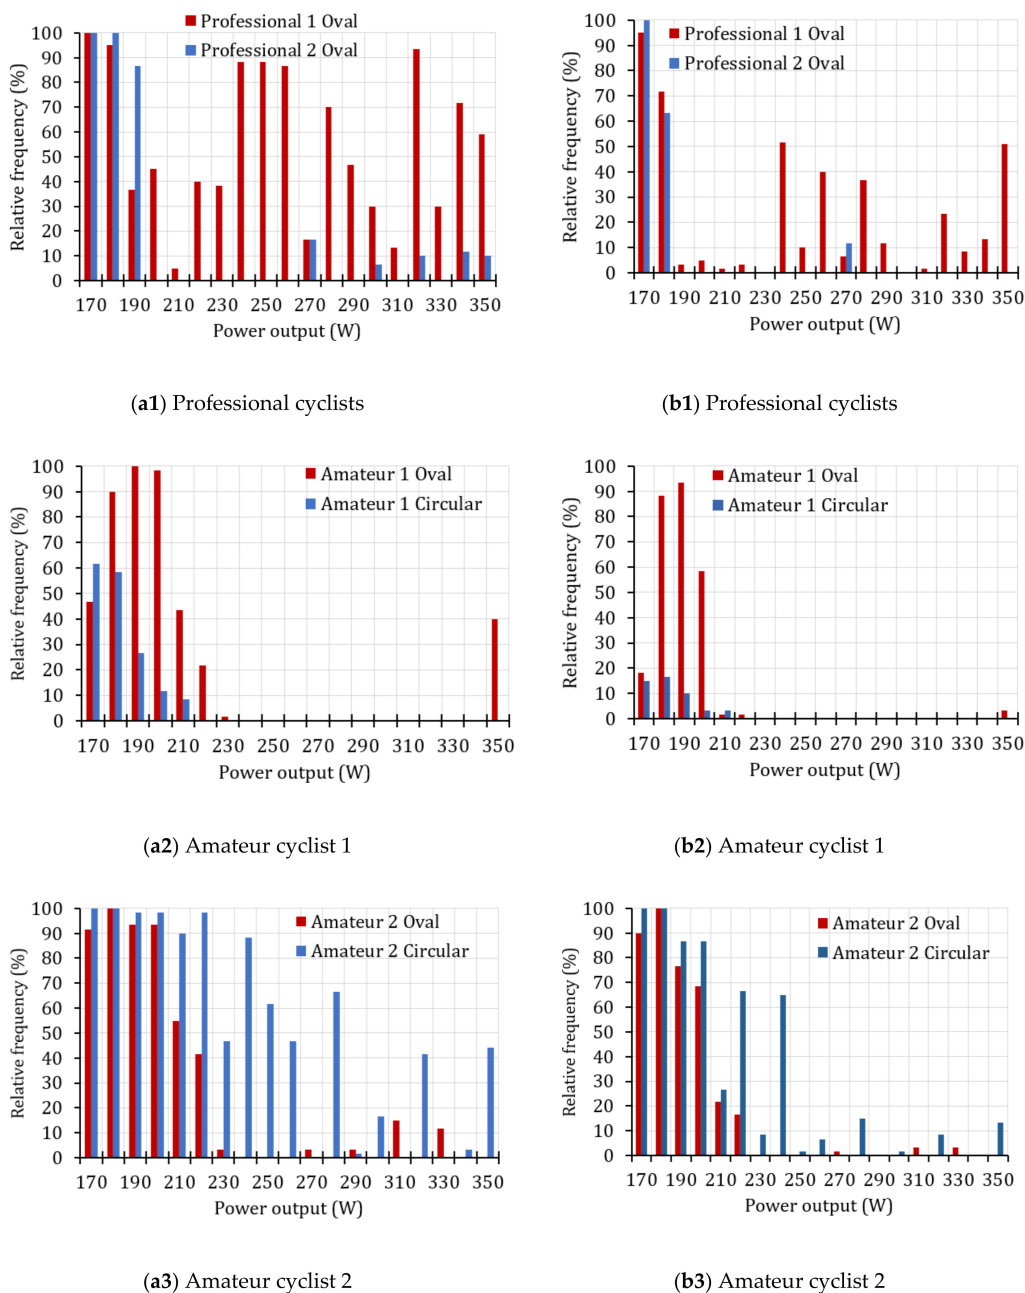 Professional 1 Oval
Professional 2 Oval
Relative frequency (%)
100
90
80
70
60
50
40
30
20
10
0
170 190 210 230 250 270 290 310 330 350
Power output (W)
(a1) Professional cyclists
Professional 1 Oval
Professional 2 Oval
Relative frequency (%)
100
90
80
70
60
50
40
30
20
10
0
170 190 210 230 250 270 290 310 330 350
Power output (W)
(b1) Professional cyclists
Amateur 1 Oval
Amateur 1 Circular
Relative frequency (%)
100
90
80
70
60
50
40
30
20
10
0
170 190 210 230 250 270 290 310 330 350
Power output (W)
(a2) Amateur cyclist 1
Amateur 1 Oval
Amateur 1 Circular
Relative frequency (%)
100
90
80
70
60
50
40
30
20
10
0
170 190 210 230 250 270 290 310 330 350
Power output (W)
(b2) Amateur cyclist 1
Amateur 2 Oval
Amateur 2 Circular
Relative frequency (%)
100
90
80
70
60
50
40
30
20
10
0
170 190 210 230 250 270 290 310 330 350
Power output (W)
(a3) Amateur cyclist 2
Amateur 2 Oval
Amateur 2 Circular
Relative frequency (%)
100
90
80
70
60
50
40
30
20
10
0
170 190 210 230 250 270 290 310 330 350
Power output (W)
(b3) Amateur cyclist 2